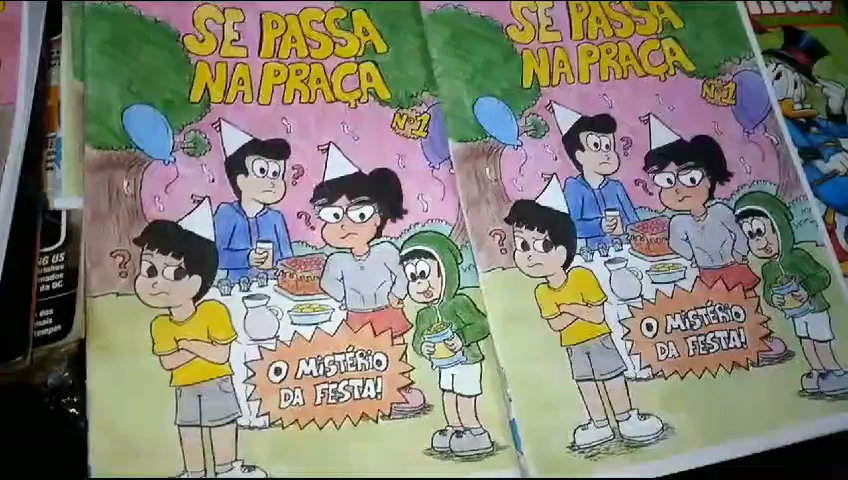 SE PASSA
NA PRAÇA
Nº1
O MISTÉRIO
DA FESTA!
SE PASSA
NA PRAÇA
Nº1
O MISTÉRIO
DA FESTA!